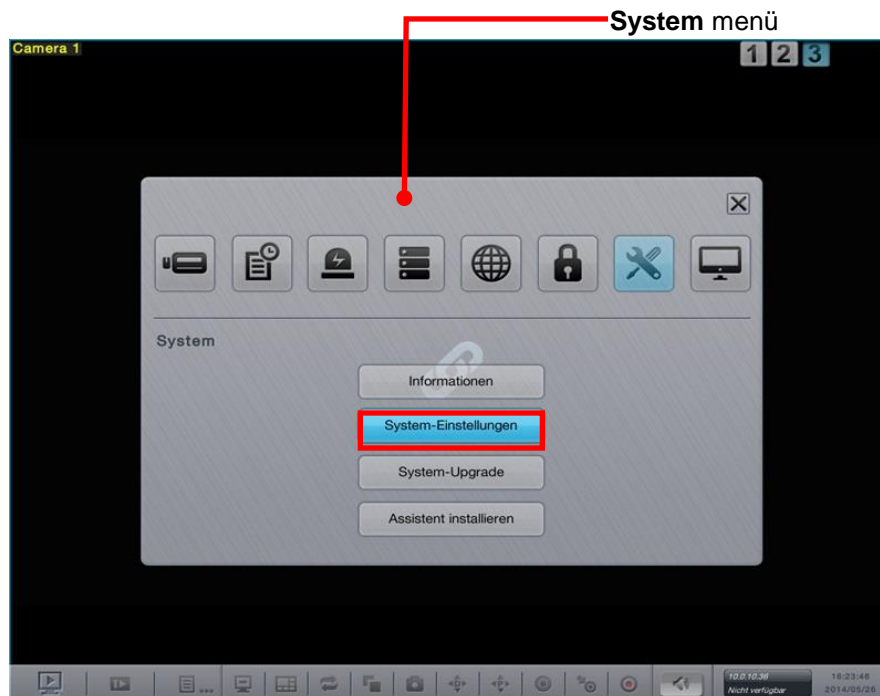 System menü
Camera 1
1 2 3
System
Informationen
System-Einstellungen
System-Upgrade
Assistent installieren
10.0.10.36 16:23:46
Nicht verfügbar 2014/05/26